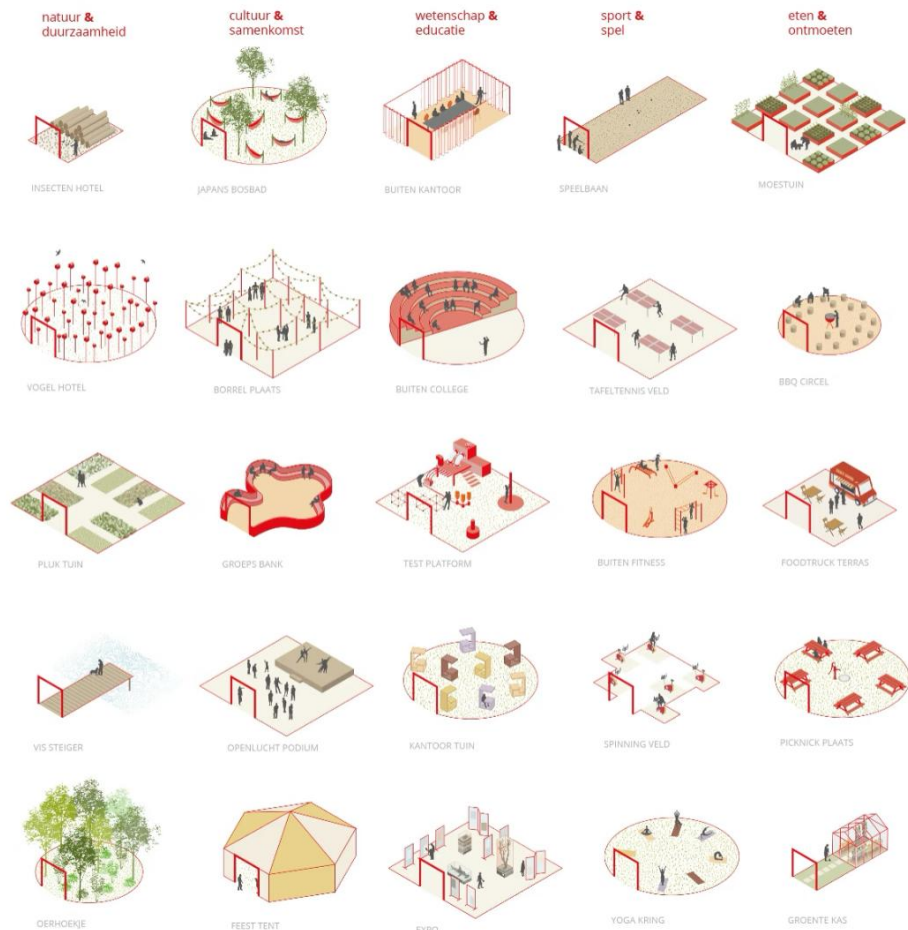 natuur &
duurzaamheid
cultuur &
samenkomst
wetenschap &
educatie
sport &
spel
eten &
ontmoeten
INSECTEN HOTEL
JAPANS BOSBAD
BUITEN KANTOOR
SPEELBAAN
MOESTUIN
VOGEL HOTEL
BORREL PLAATS
BUITEN COLLEGE
TAFELTENNIS VELD
BBQ CIRCEL
PLUK TUIN
GROEPS BANK
TEST PLATFORM
BUITEN FITNESS
FOODTRUCK TERRAS
VIS STEIGER
OPENLUCHT PODIUM
KANTOOR TUIN
SPINNING VELD
PICKNICK PLAATS
OERHOEKJE
FEEST TENT
EXPO
YOGA KRING
GROENTE KAS